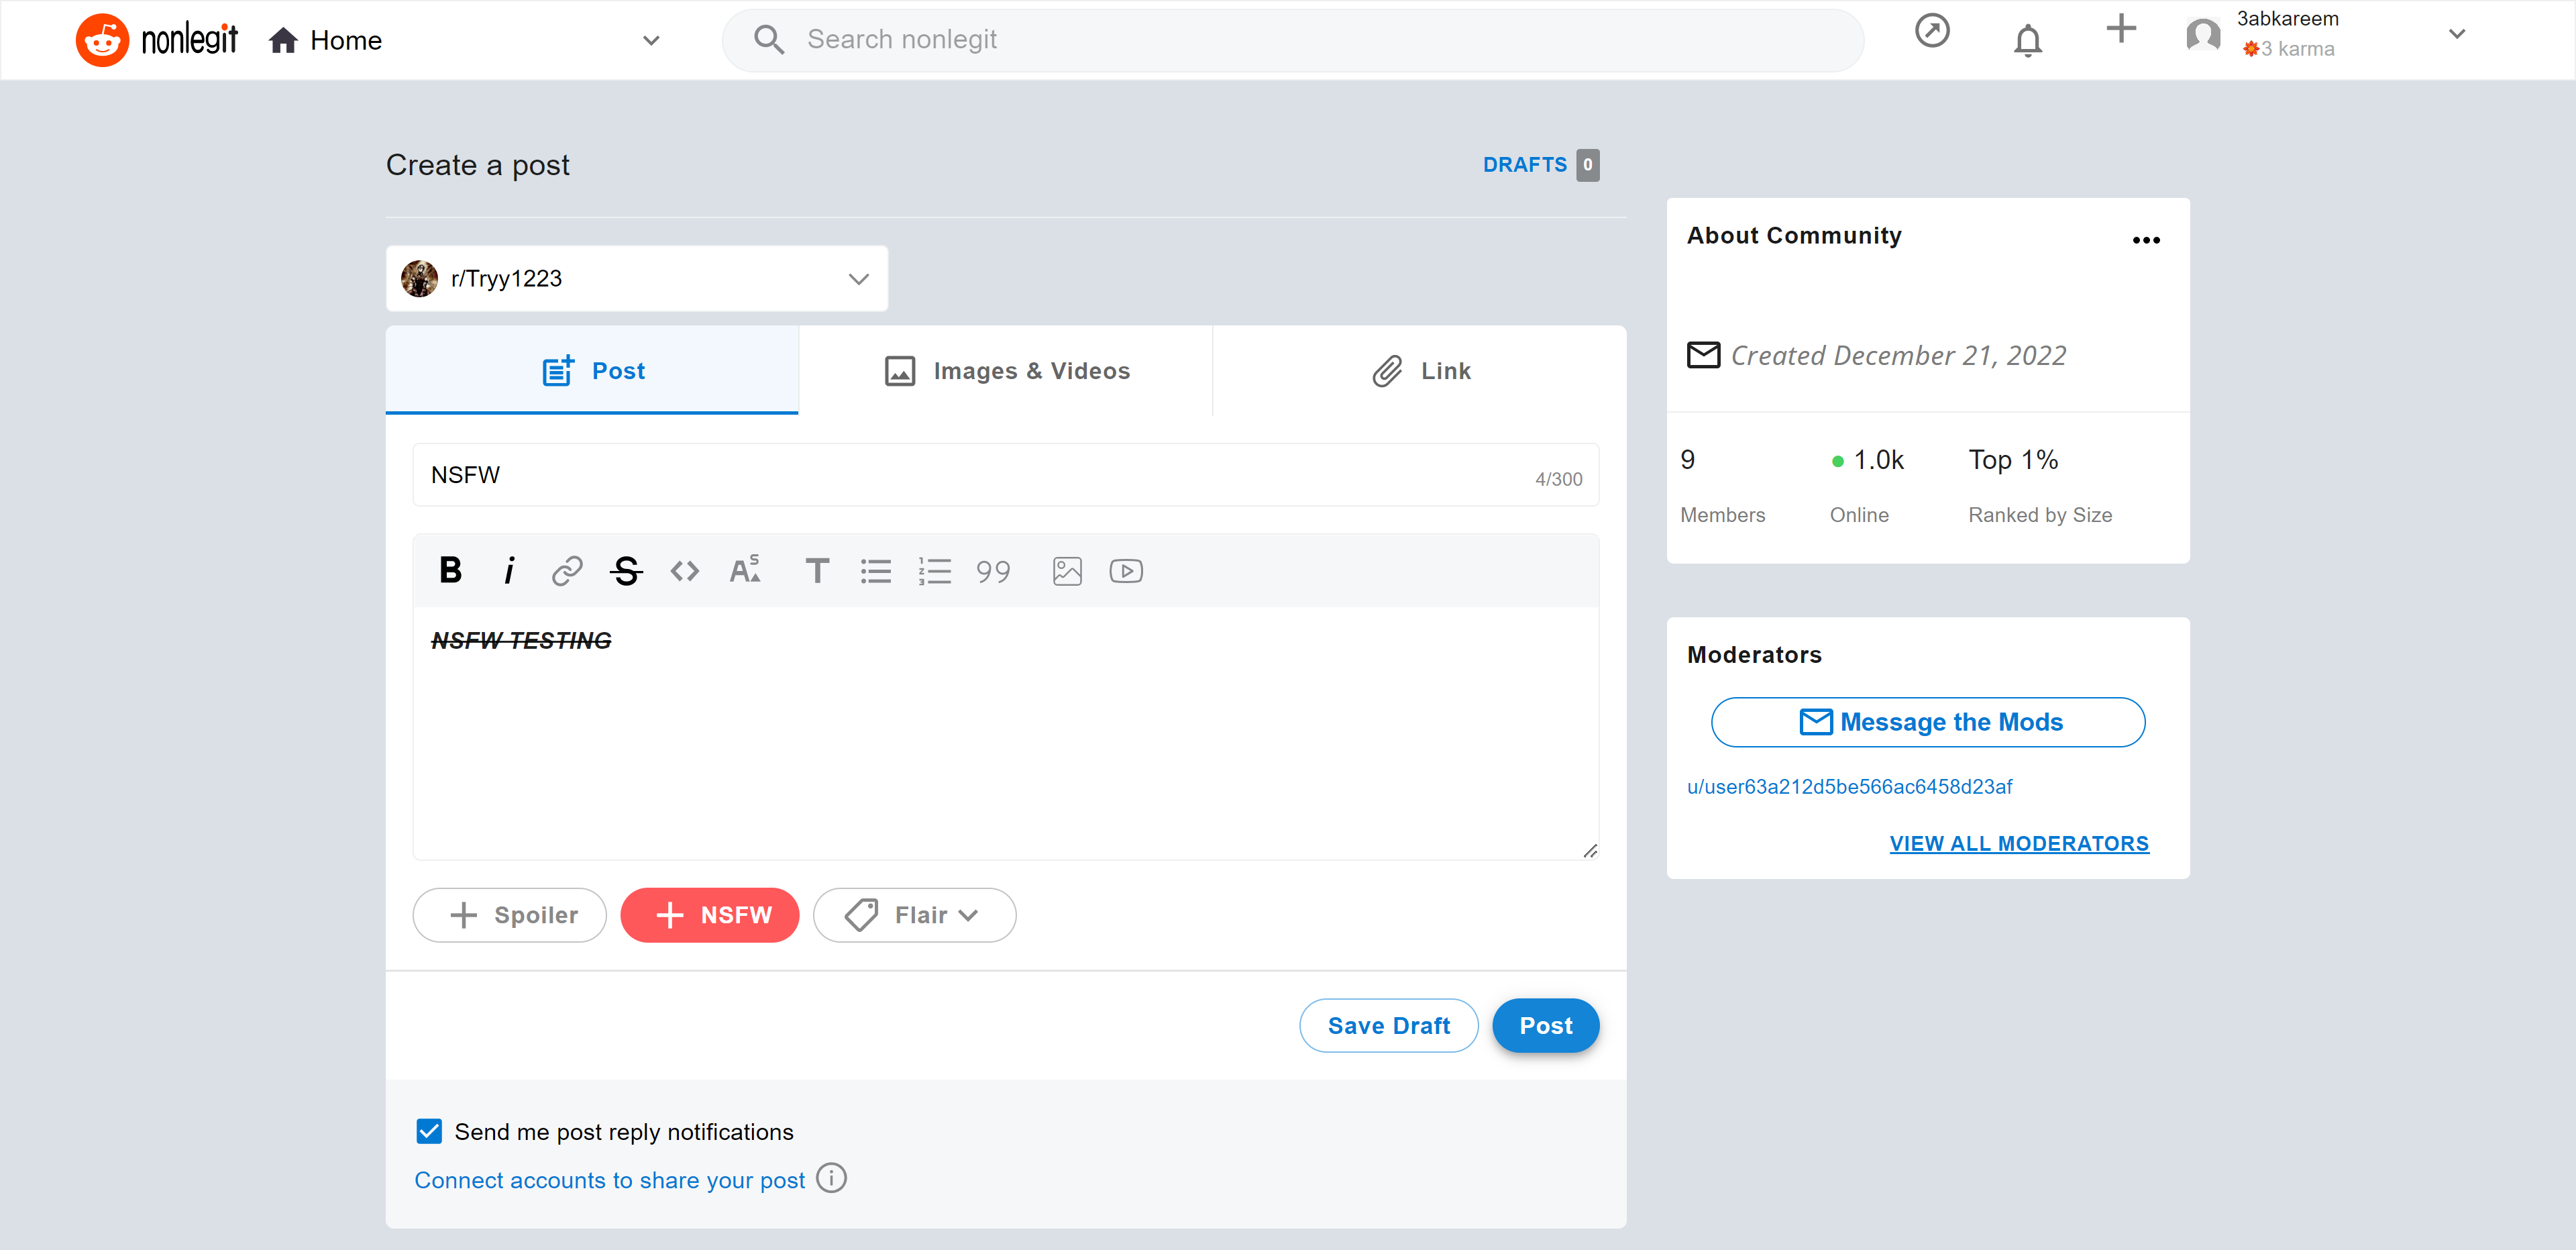 nonlegit
Home
Search nonlegit
3abkareem
3 karma
Create a post
DRAFTS 0
r/Tryy1223
Post
Images & Videos
Link
NSFW
4/300
NSFW TESTING
Spoiler
NSFW
Flair
Save Draft
Post
Send me post reply notifications
Connect accounts to share your post
About Community
Created December 21, 2022
9 1.0k Top 1%
Members Online Ranked by Size
Moderators
Message the Mods
u/user63a212d5be566ac6458d23af
VIEW ALL MODERATORS